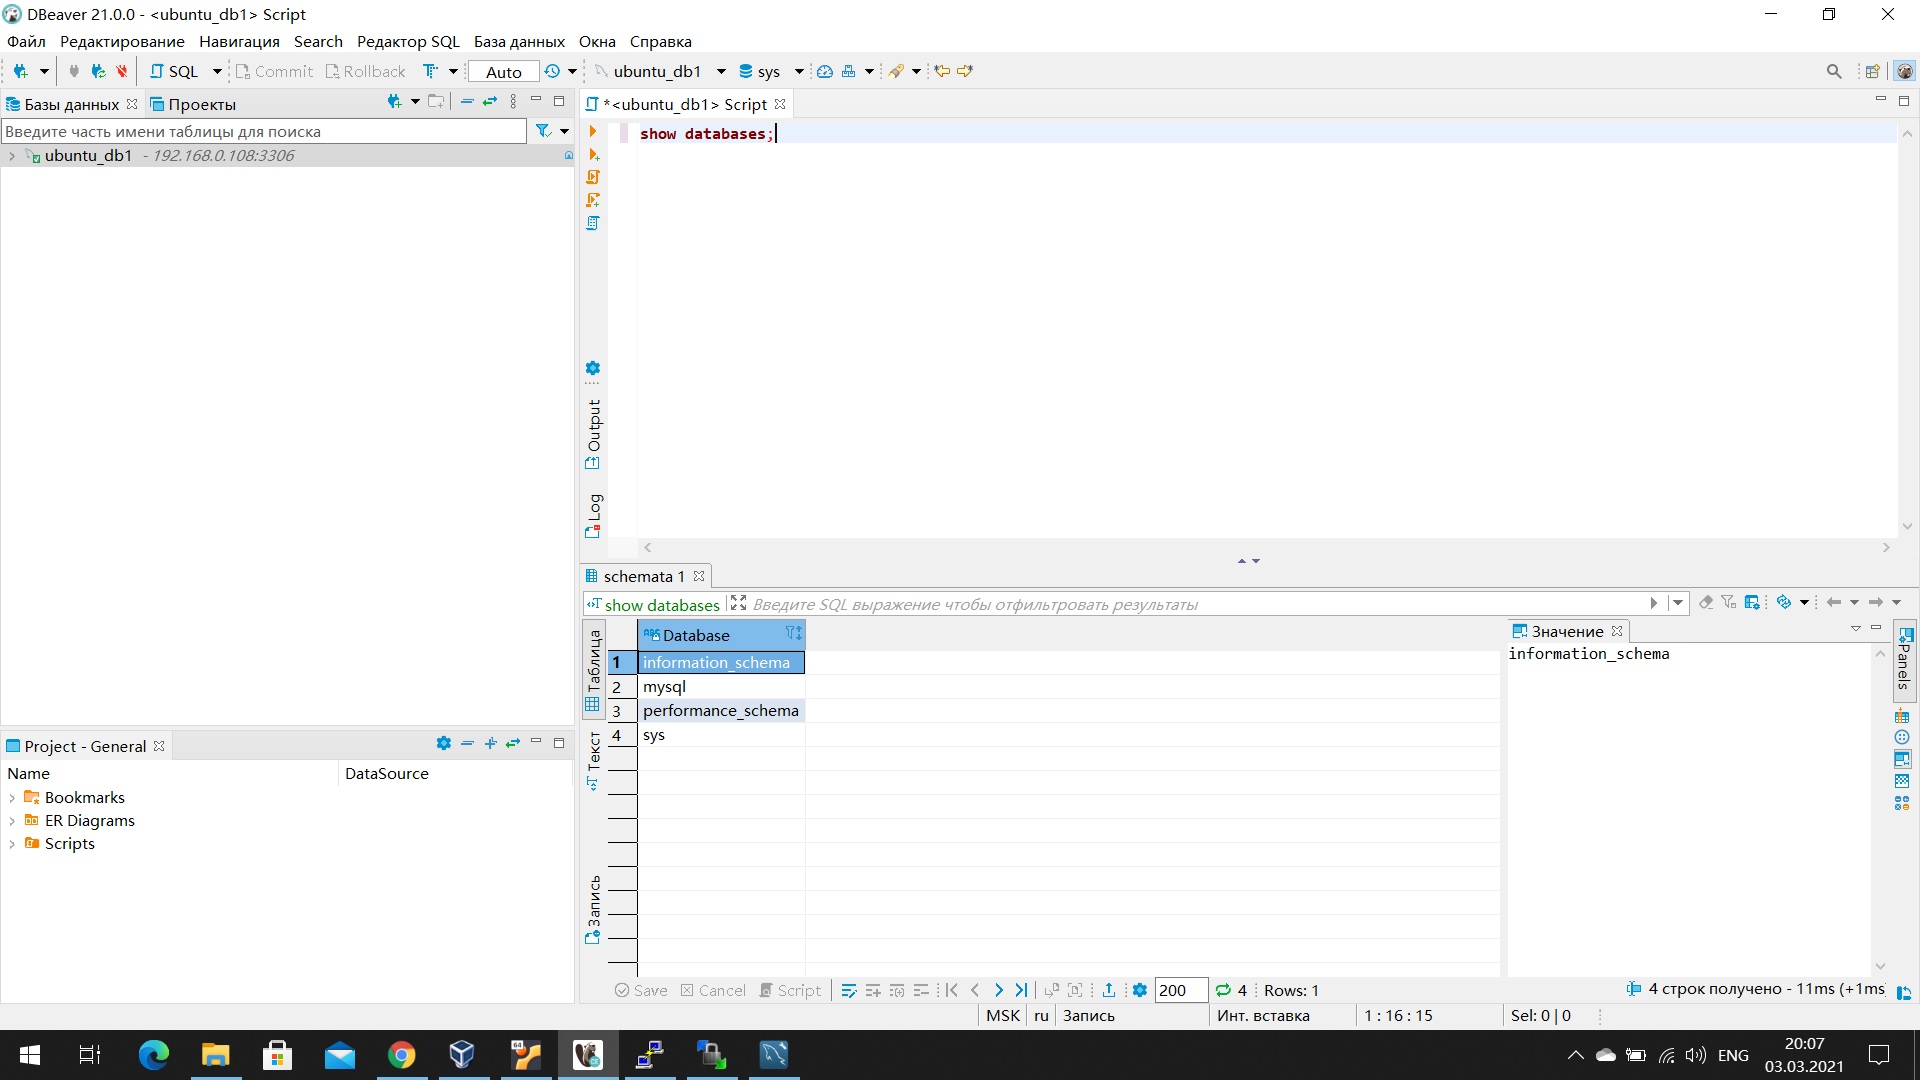 DBeaver 21.0.0 - <ubuntu_db1> Script
Файл Редактирование Навигация Search Редактор SQL База данных Окна Справка
SQL Commit Rollback Auto ubuntu_db1 sys
Базы данных Проекты
Введите часть имени таблицы для поиска
ubuntu_db1 - 192.168.0.108:3306
*<ubuntu_db1> Script
show databases;
Output
Log
schemata 1
show databases Введите SQL выражение чтобы отфильтровать результаты
Таблица
Текст
Запись
Database
1 information_schema
2 mysql
3 performance_schema
4 sys
Значение
information_schema
Panels
Project - General
Name DataSource
Bookmarks
ER Diagrams
Scripts
Save Cancel Script 200 4 Rows: 1
4 строк получено - 11ms (+1ms
MSK ru Запись Инт. вставка 1 : 16 : 15 Sel: 0 | 0
64
ENG
20:07
03.03.2021